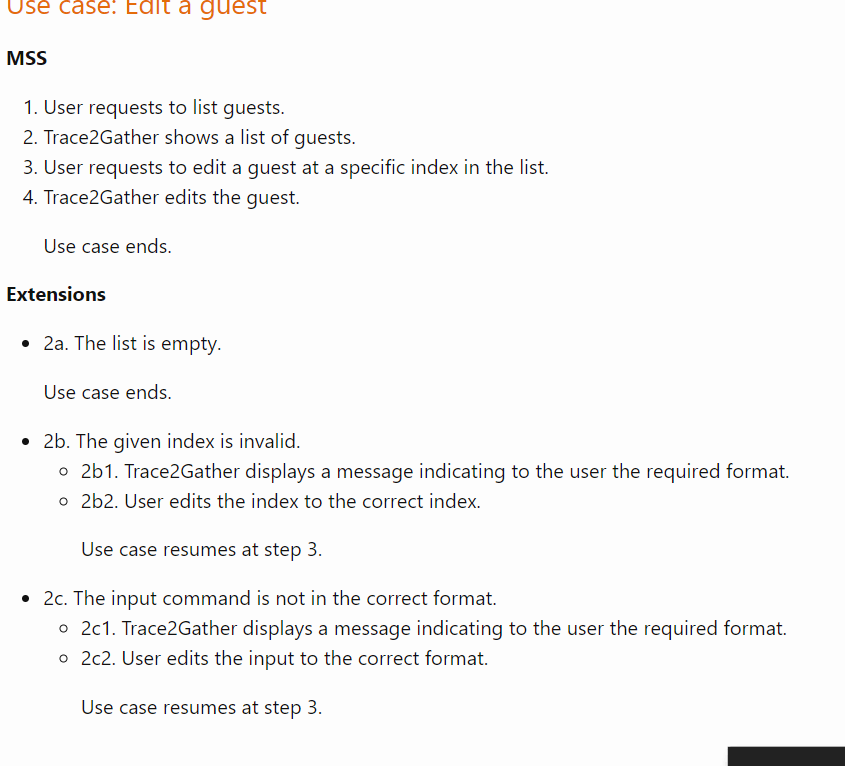 Use case: Edit a guest
MSS
1. User requests to list guests.
2. Trace2Gather shows a list of guests.
3. User requests to edit a guest at a specific index in the list.
4. Trace2Gather edits the guest.
Use case ends.
Extensions
• 2a. The list is empty.
Use case ends.
• 2b. The given index is invalid.
◦ 2b1. Trace2Gather displays a message indicating to the user the required format.
◦ 2b2. User edits the index to the correct index.
Use case resumes at step 3.
• 2c. The input command is not in the correct format.
◦ 2c1. Trace2Gather displays a message indicating to the user the required format.
◦ 2c2. User edits the input to the correct format.
Use case resumes at step 3.